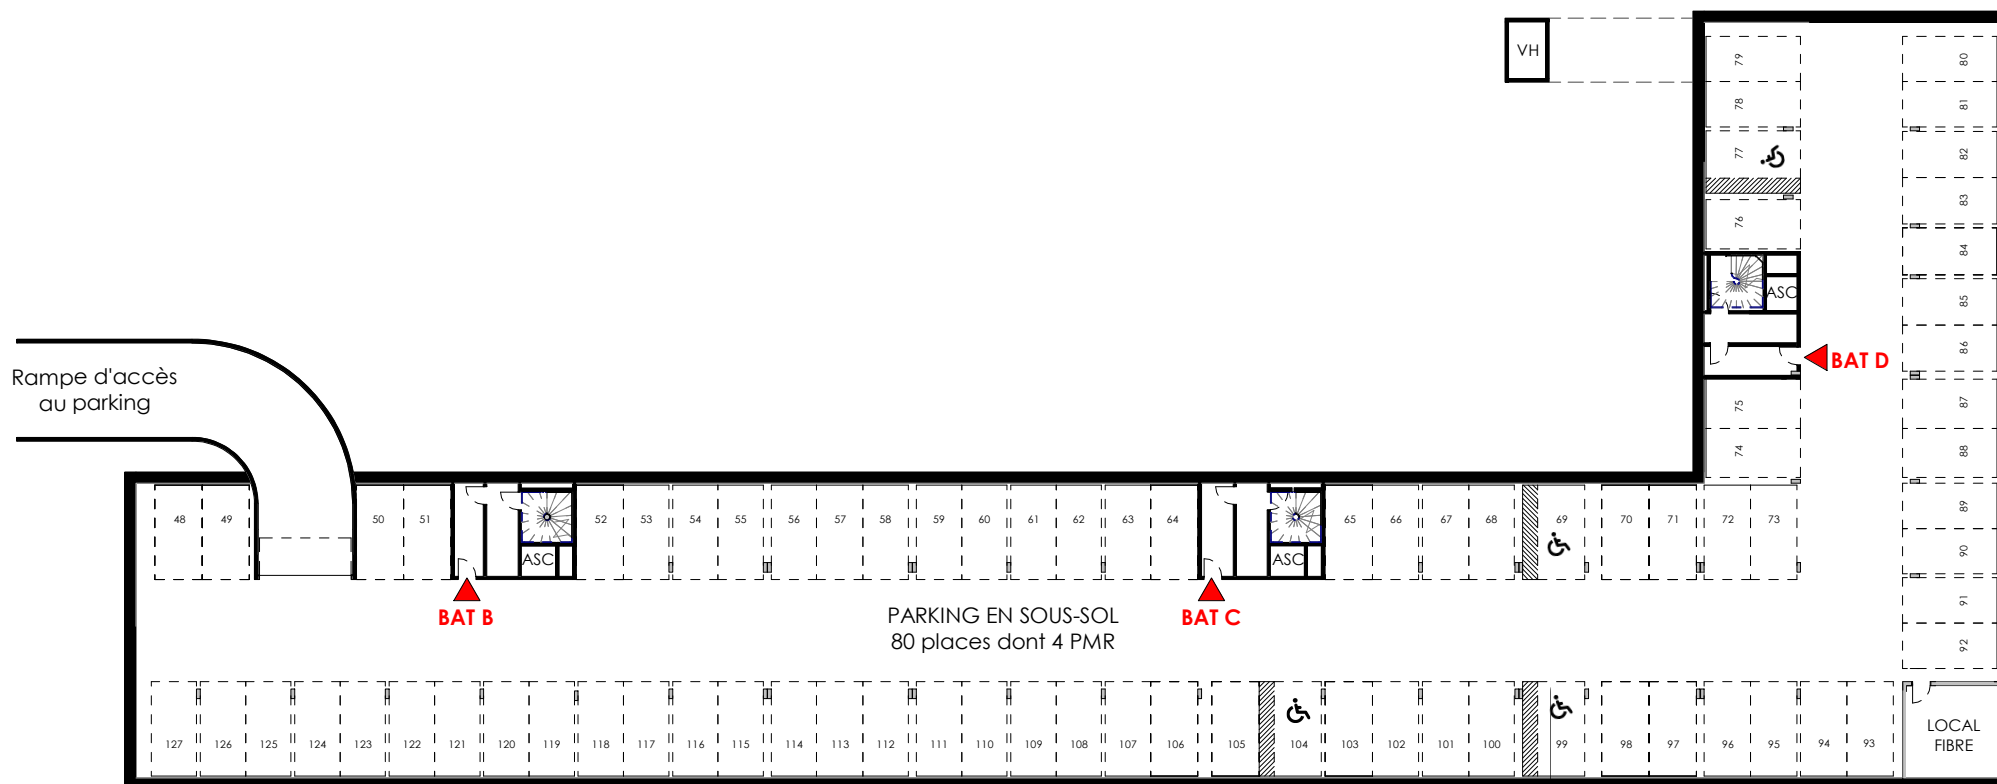 VH
79
80
78
81
77
82
76
83
84
ASC
85
86
BAT D
Rampe d'accès
au parking
75
87
74
88
48 49 50 51 52 53 54 55 56 57 58 59 60 61 62 63 64 65 66 67 68 69 70 71 72 73
89
90
ASC
ASC
91
92
BAT B
BAT C
PARKING EN SOUS-SOL
80 places dont 4 PMR
127 126 125 124 123 122 121 120 119 118 117 116 115 114 113 112 111 110 109 108 107 106 105 104 103 102 101 100 99 98 97 96 95 94 93
LOCAL
FIBRE